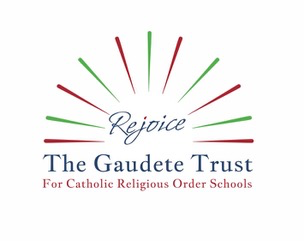 Rejoice
The Gaudete Trust
For Catholic Religious Order Schools